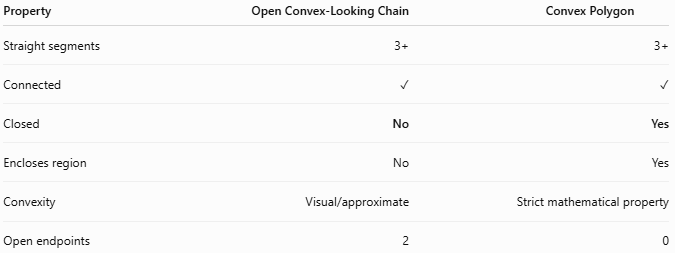 Property Open Convex-Looking Chain Convex Polygon
Straight segments 3+ 3+
Connected ✓ ✓
Closed No Yes
Encloses region No Yes
Convexity Visual/approximate Strict mathematical property
Open endpoints 2 0